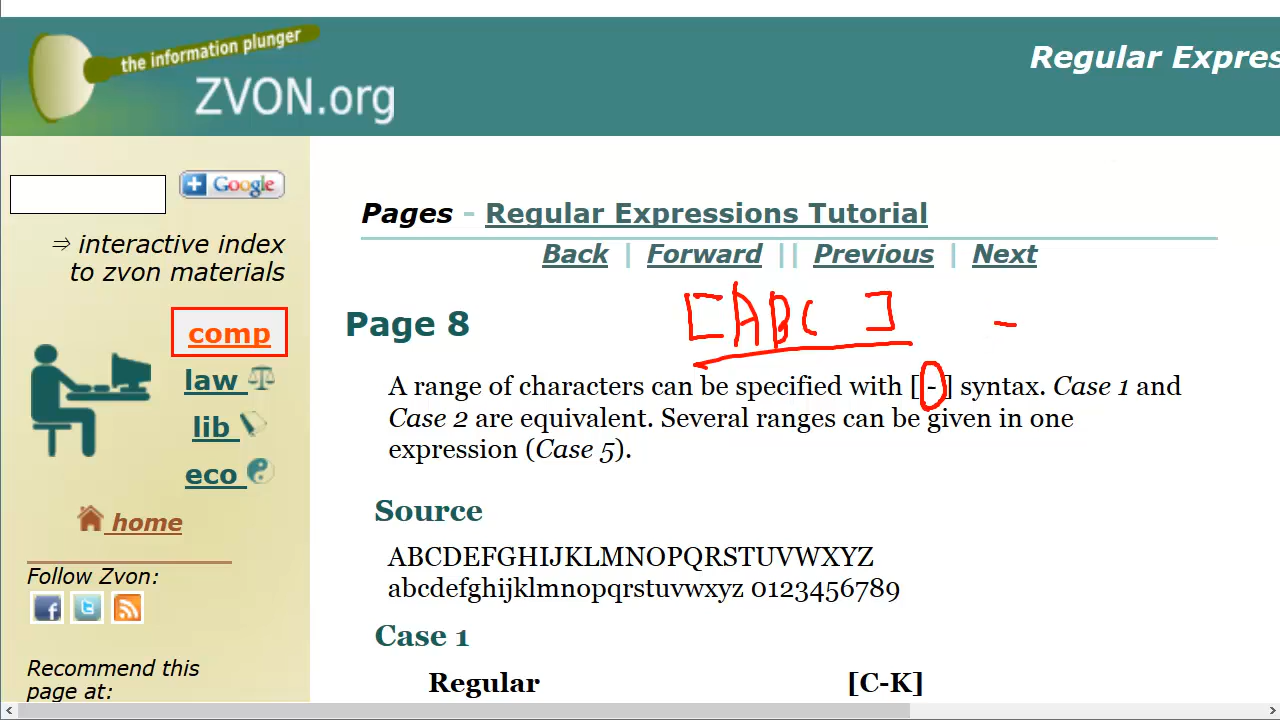 the information plunger
ZVON.org
Regular Expres
Google
⇒ interactive index
to zvon materials
comp
law
lib
eco
home
Follow Zvon:
Recommend this
page at:
Pages - Regular Expressions Tutorial
Back | Forward || Previous | Next
[ABC ] -
Page 8
A range of characters can be specified with [ - ] syntax. Case 1 and
Case 2 are equivalent. Several ranges can be given in one
expression (Case 5).
Source
ABCDEFGHIJKLMNOPQRSTUVWXYZ
abcdefghijklmnopqrstuvwxyz 0123456789
Case 1
Regular [C-K]